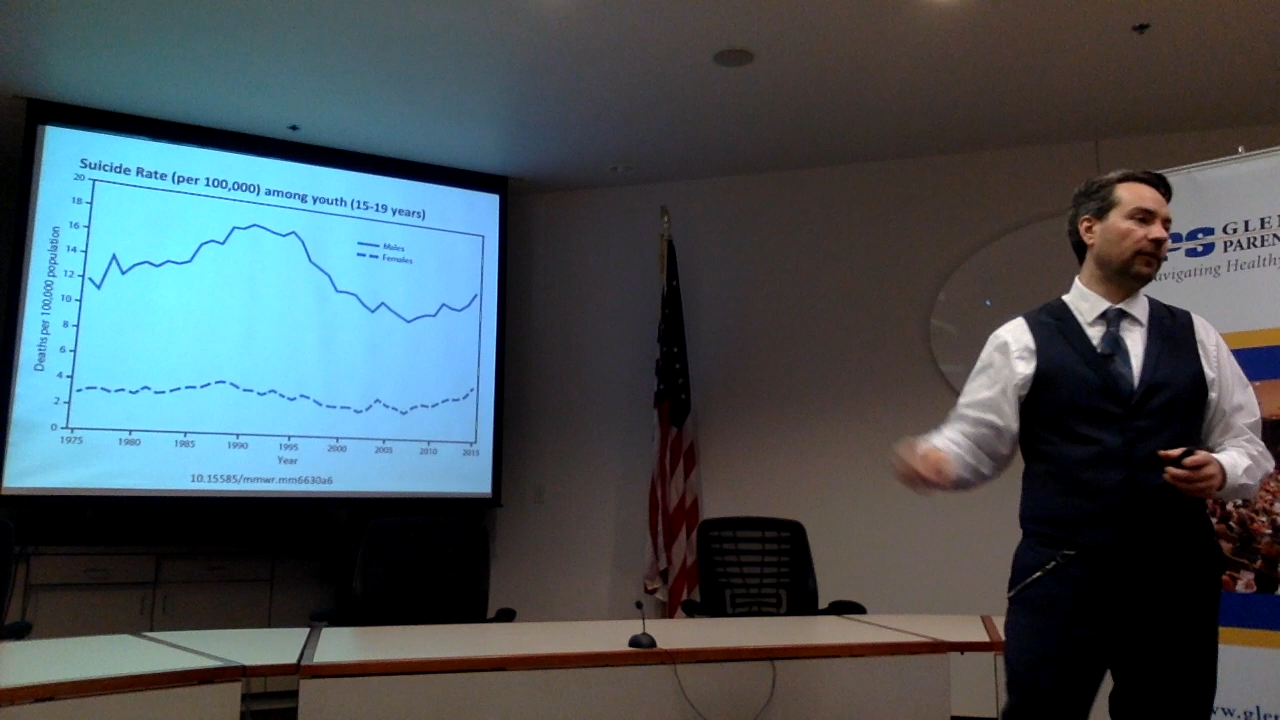 Suicide Rate (per 100,000) among youth (15-19 years)
Deaths per 100,000 population
20
18
16
14
12
10
8
6
4
2
0
Males
Females
1975 1980 1985 1990 1995 2000 2005 2010 2015
Year
10.15585/mmwr.mm6630a6
PS GLE
PAREN
avigating Healthy